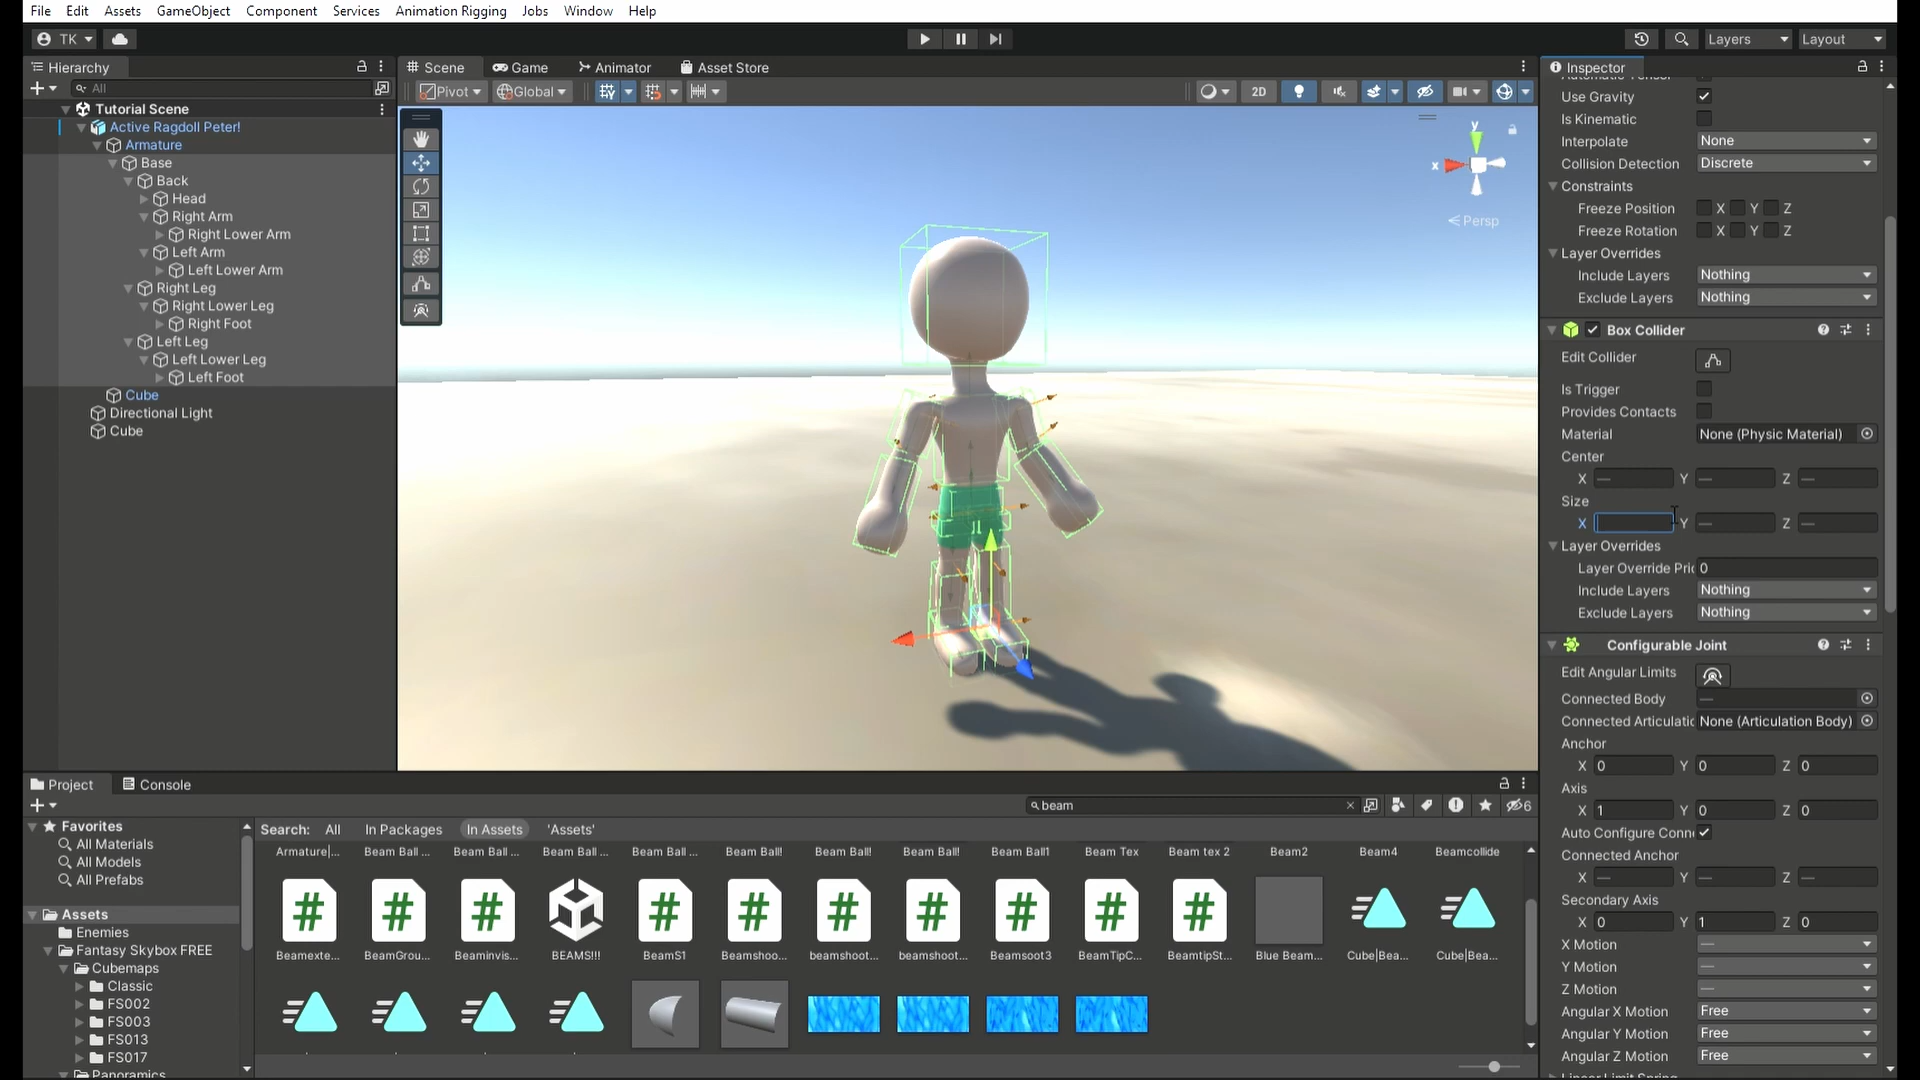 File Edit Assets GameObject Component Services Animation Rigging Jobs Window Help
TK
Layers
Layout
Hierarchy
All
Tutorial Scene
Active Ragdoll Peter!
Armature
Base
Back
Head
Right Arm
Right Lower Arm
Left Arm
Left Lower Arm
Right Leg
Right Lower Leg
Right Foot
Left Leg
Left Lower Leg
Left Foot
Cube
Directional Light
Cube
Scene Game Animator Asset Store
Pivot Global 2D
y
x
Persp
Inspector
Use Gravity
Is Kinematic
Interpolate None
Collision Detection Discrete
Constraints
Freeze Position X Y Z
Freeze Rotation X Y Z
Layer Overrides
Include Layers Nothing
Exclude Layers Nothing
Box Collider
Edit Collider
Is Trigger
Provides Contacts
Material None (Physic Material)
Center
X — Y — Z —
Size
X Y — Z —
Layer Overrides
Layer Override Pri 0
Include Layers Nothing
Exclude Layers Nothing
Configurable Joint
Edit Angular Limits
Connected Body —
Connected Articulatio None (Articulation Body)
Anchor
X 0 Y 0 Z 0
Axis
X 1 Y 0 Z 0
Auto Configure Conn
Connected Anchor
X — Y — Z —
Secondary Axis
X 0 Y 1 Z 0
X Motion —
Y Motion —
Z Motion —
Angular X Motion Free
Angular Y Motion Free
Angular Z Motion Free
Project Console
beam
6
Favorites
All Materials
All Models
All Prefabs
Assets
Enemies
Fantasy Skybox FREE
Cubemaps
Classic
FS002
FS003
FS013
FS017
Panoramics
Search: All In Packages In Assets 'Assets'
Armature|... Beam Ball ... Beam Ball ... Beam Ball ... Beam Ball ... Beam Ball! Beam Ball! Beam Ball! Beam Ball1 Beam Tex Beam tex 2 Beam2 Beam4 Beamcollide
Beamexte... BeamGrou... Beaminvis... BEAMS!!! BeamS1 Beamshoo... beamshoot... beamshoot... Beamsoot3 BeamTipC... BeamtipSt... Blue Beam... Cube|Bea... Cube|Bea...